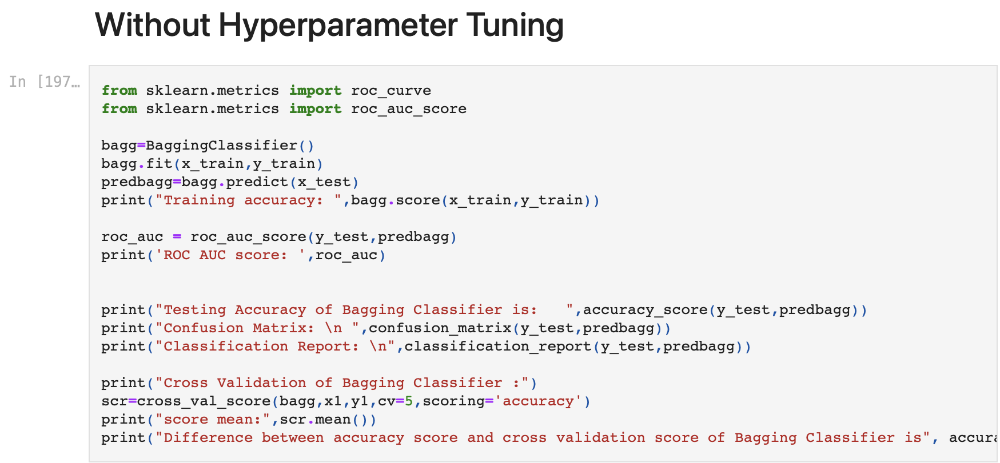 Without Hyperparameter Tuning
In [197…
from sklearn.metrics import roc_curve
from sklearn.metrics import roc_auc_score
bagg=BaggingClassifier()
bagg.fit(x_train,y_train)
predbagg=bagg.predict(x_test)
print("Training accuracy: ",bagg.score(x_train,y_train))
roc_auc = roc_auc_score(y_test,predbagg)
print('ROC AUC score: ',roc_auc)
print("Testing Accuracy of Bagging Classifier is:   ",accuracy_score(y_test,predbagg))
print("Confusion Matrix: \n ",confusion_matrix(y_test,predbagg))
print("Classification Report: \n",classification_report(y_test,predbagg))
print("Cross Validation of Bagging Classifier :")
scr=cross_val_score(bagg,x1,y1,cv=5,scoring='accuracy')
print("score mean:",scr.mean())
print("Difference between accuracy score and cross validation score of Bagging Classifier is",